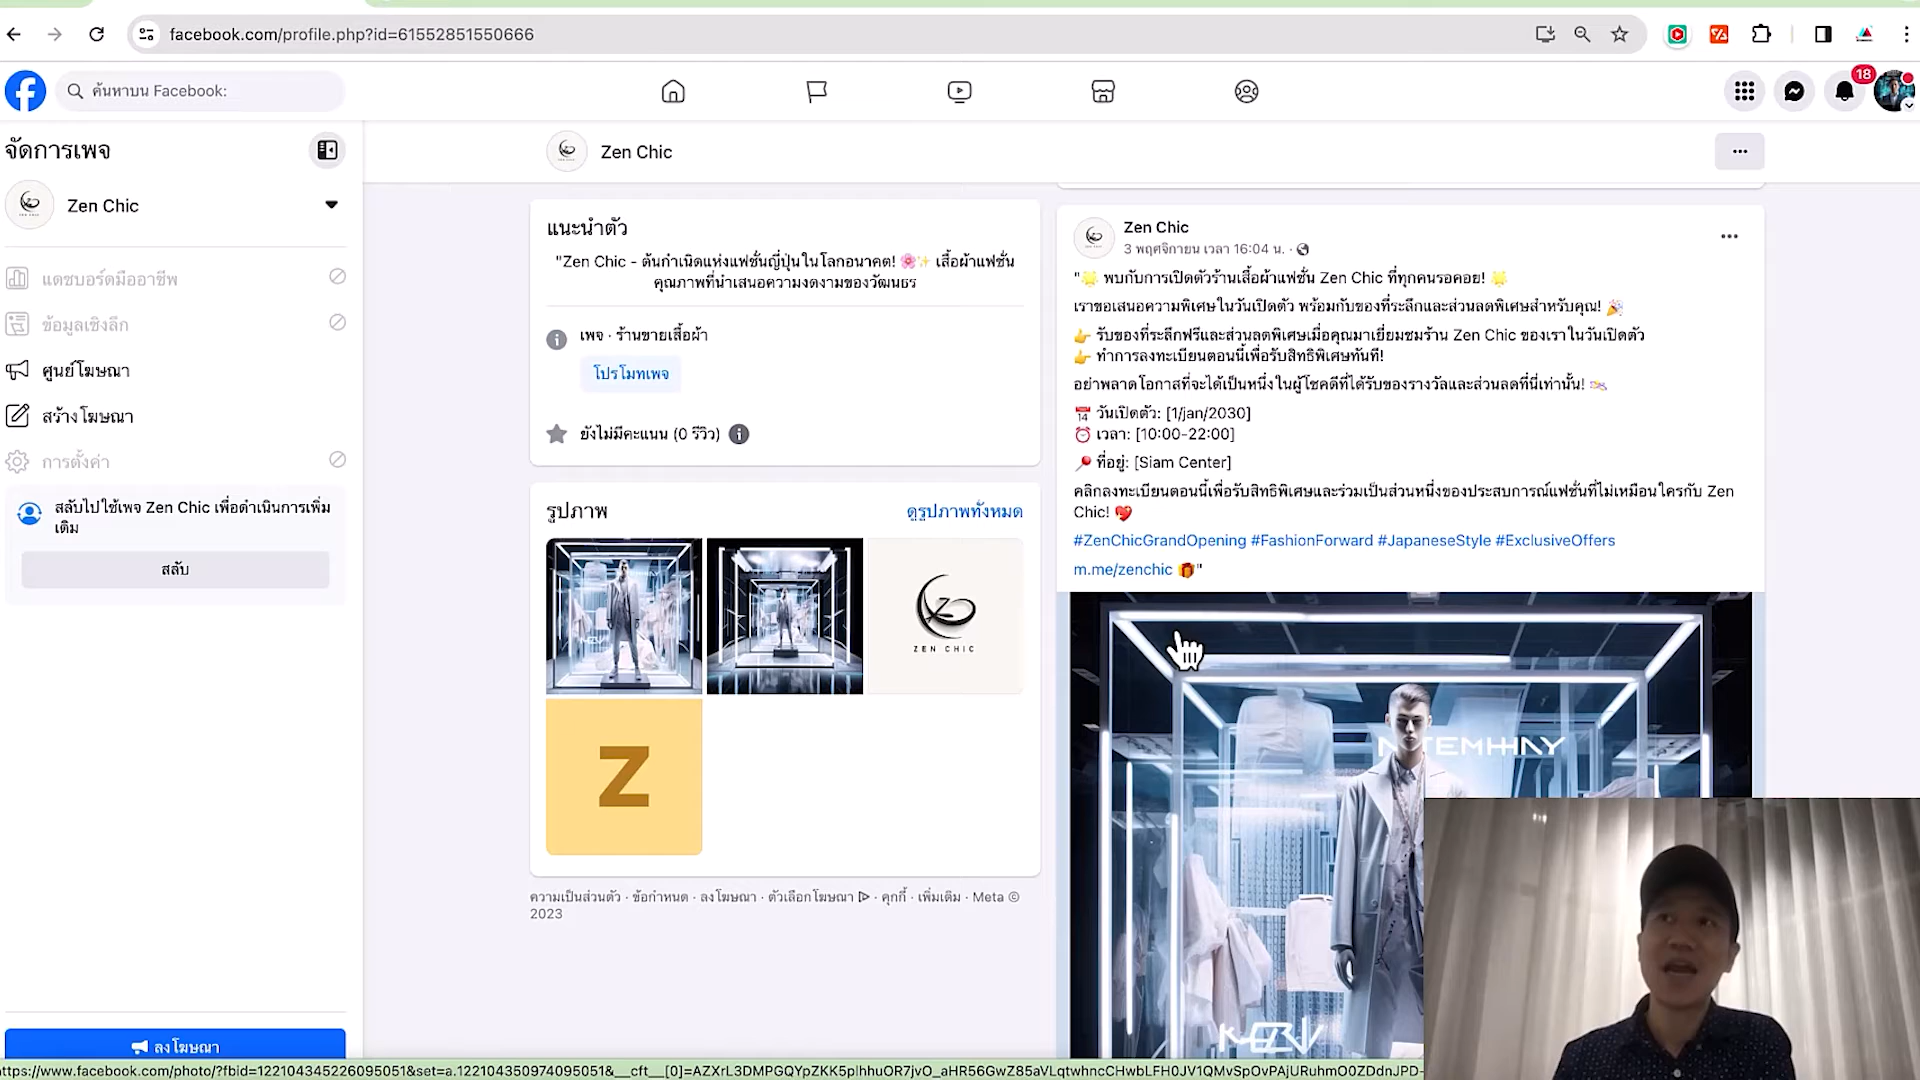 facebook.com/profile.php?id=61552851550666
ค้นหาบน Facebook:
18
จัดการเพจ
Zen Chic
แดชบอร์ดมืออาชีพ
ข้อมูลเชิงลึก
ศูนย์โฆษณา
สร้างโฆษณา
การตั้งค่า
สลับไปใช้เพจ Zen Chic เพื่อดำเนินการเพิ่ม
เติม
สลับ
ลงโฆษณา
Zen Chic
แนะนำตัว
"Zen Chic - ต้นกำเนิดแห่งแฟชั่นญี่ปุ่นในโลกอนาคต! 🌸✨ เสื้อผ้าแฟชั่น
คุณภาพที่นำเสนอความงดงามของวัฒนธร
เพจ · ร้านขายเสื้อผ้า
โปรโมทเพจ
ยังไม่มีคะแนน (0 รีวิว)
รูปภาพ
ดูรูปภาพทั้งหมด
ZEN CHIC
Z
ความเป็นส่วนตัว · ข้อกำหนด · ลงโฆษณา · ตัวเลือกโฆษณา · คุกกี้ · เพิ่มเติม · Meta ©
2023
Zen Chic
3 พฤศจิกายน เวลา 16:04 น. ·
"🌟 พบกับการเปิดตัวร้านเสื้อผ้าแฟชั่น Zen Chic ที่ทุกคนรอคอย! 🌟
เราขอเสนอความพิเศษในวันเปิดตัว พร้อมกับของที่ระลึกและส่วนลดพิเศษสำหรับคุณ! 🎉
👉 รับของที่ระลึกฟรีและส่วนลดพิเศษเมื่อคุณมาเยี่ยมชมร้าน Zen Chic ของเราในวันเปิดตัว
👉 ทำการลงทะเบียนตอนนี้เพื่อรับสิทธิพิเศษทันที!
อย่าพลาดโอกาสที่จะได้เป็นหนึ่งในผู้โชคดีที่ได้รับของรางวัลและส่วนลดที่นี่เท่านั้น!
📅 วันเปิดตัว: [1/jan/2030]
⏰ เวลา: [10:00-22:00]
📍 ที่อยู่: [Siam Center]
คลิกลงทะเบียนตอนนี้เพื่อรับสิทธิพิเศษและร่วมเป็นส่วนหนึ่งของประสบการณ์แฟชั่นที่ไม่เหมือนใครกับ Zen
Chic! 💖
#ZenChicGrandOpening #FashionForward #JapaneseStyle #ExclusiveOffers
m.me/zenchic 🎁"